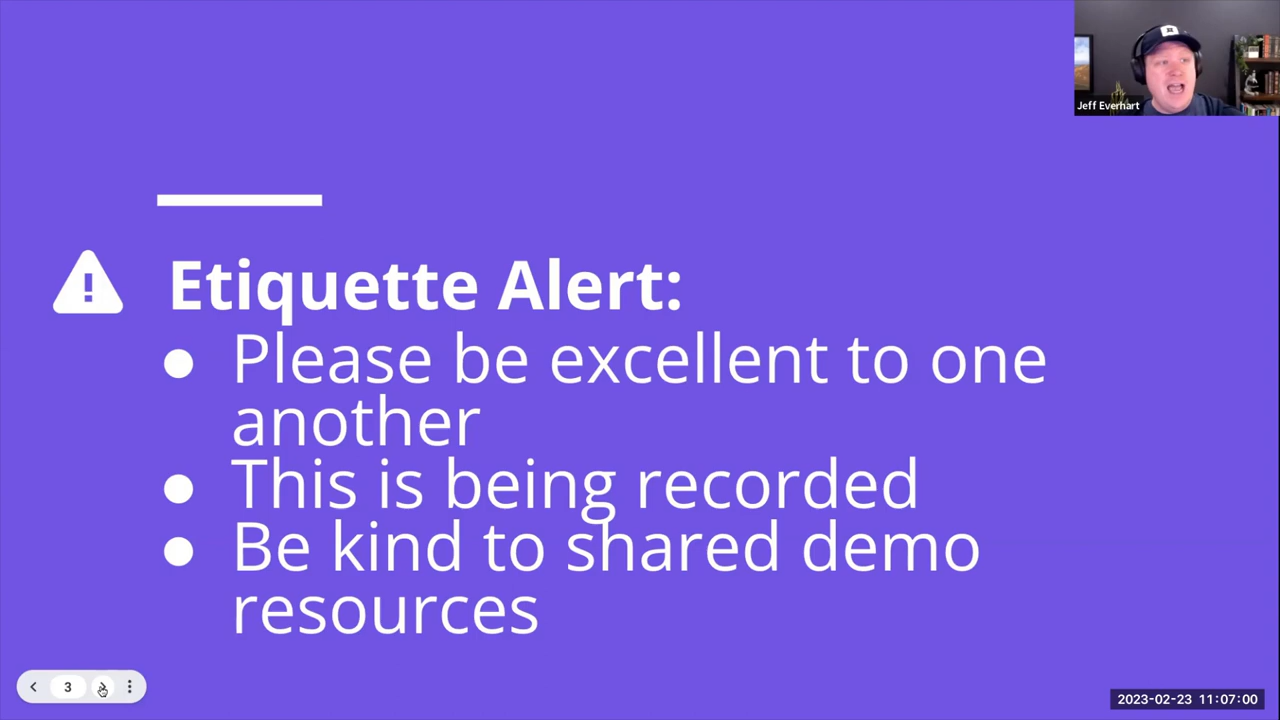 Jeff Everhart
Etiquette Alert:
● Please be excellent to one
another
● This is being recorded
● Be kind to shared demo
resources
3
2023-02-23 11:07:00